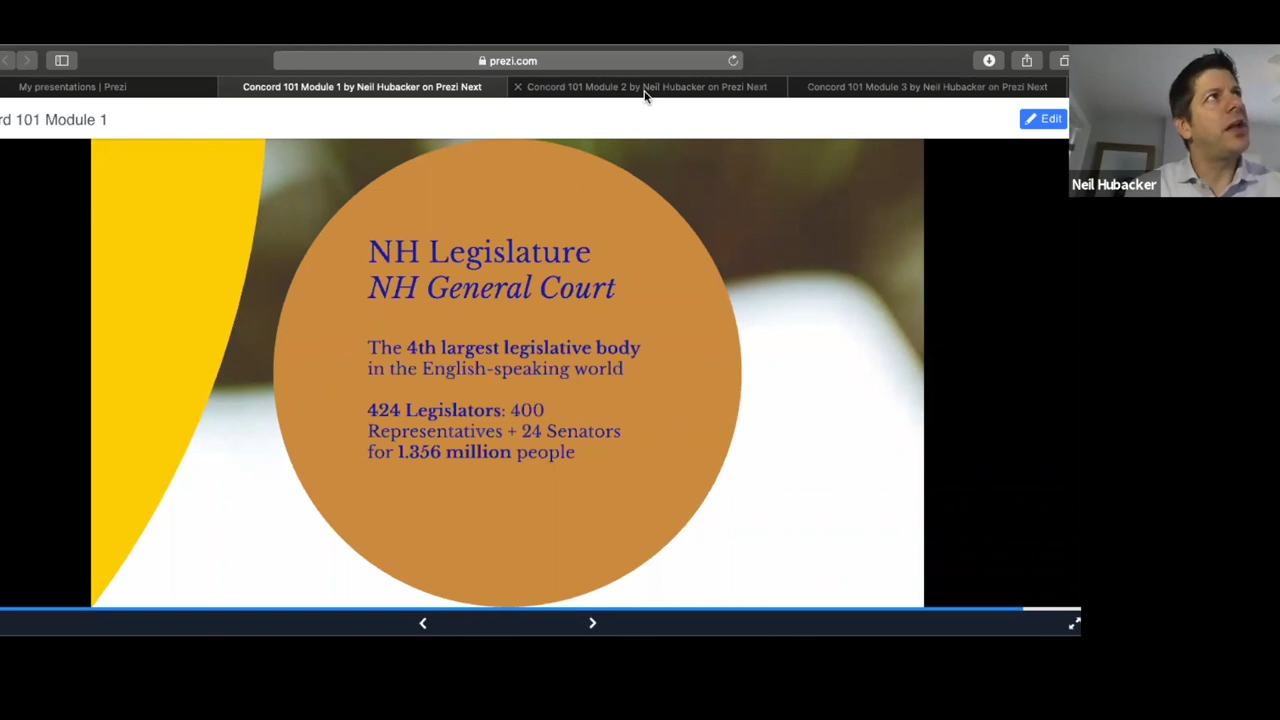 prezi.com
My presentations | Prezi
Concord 101 Module 1 by Neil Hubacker on Prezi Next
Concord 101 Module 2 by Neil Hubacker on Prezi Next
Concord 101 Module 3 by Neil Hubacker on Prezi Next
rd 101 Module 1
Edit
Neil Hubacker
NH Legislature
NH General Court
The 4th largest legislative body
in the English-speaking world
424 Legislators: 400
Representatives + 24 Senators
for 1.356 million people